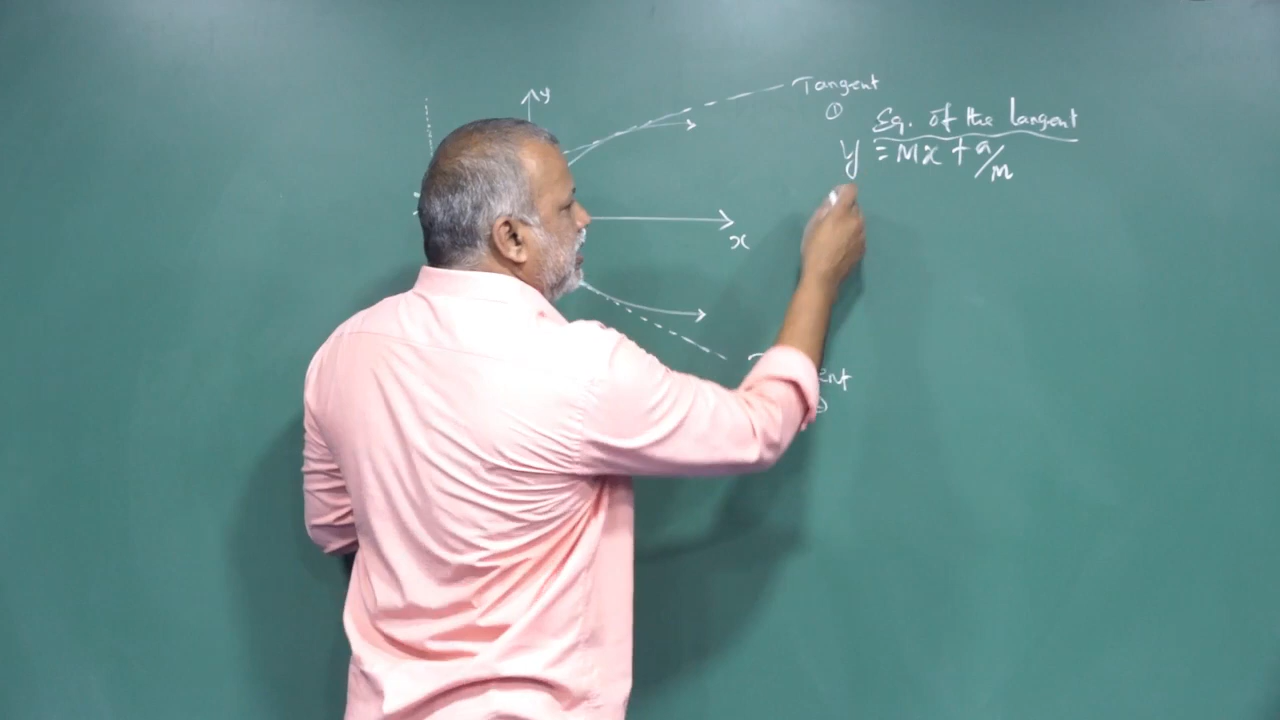 y
Tangent
①
Eq. of the tangent
y = mx + a/m
x